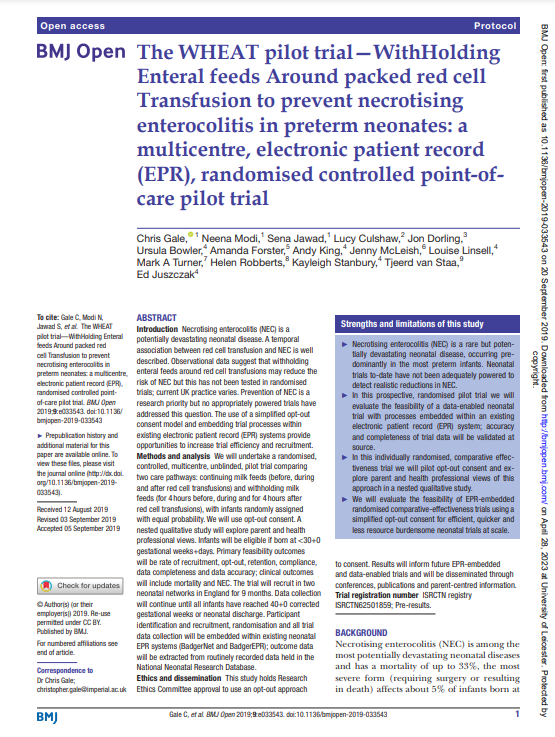 Open access
Protocol
BMJ Open
The WHEAT pilot trial—WithHolding
Enteral feeds Around packed red cell
Transfusion to prevent necrotising
enterocolitis in preterm neonates: a
multicentre, electronic patient record
(EPR), randomised controlled point-of-
care pilot trial
Chris Gale,1 Neena Modi,1 Sena Jawad,1 Lucy Culshaw,2 Jon Dorling,3
Ursula Bowler,4 Amanda Forster,5 Andy King,4 Jenny McLeish,6 Louise Linsell,4
Mark A Turner,7 Helen Robberts,8 Kayleigh Stanbury,4 Tjeerd van Staa,9
Ed Juszczak4
To cite: Gale C, Modi N,
Jawad S, et al. The WHEAT
pilot trial—WithHolding Enteral
feeds Around packed red
cell Transfusion to prevent
necrotising enterocolitis in
preterm neonates: a multicentre,
electronic patient record (EPR),
randomised controlled point-
of-care pilot trial. BMJ Open
2019;9:e033543. doi:10.1136/
bmjopen-2019-033543
► Prepublication history and
additional material for this
paper are available online. To
view these files, please visit
the journal online (http://dx.doi.
org/10.1136/bmjopen-2019-
033543).
Received 12 August 2019
Revised 03 September 2019
Accepted 05 September 2019
Check for updates
© Author(s) (or their
employer(s)) 2019. Re-use
permitted under CC BY.
Published by BMJ.
For numbered affiliations see
end of article.
Correspondence to
Dr Chris Gale;
christopher.gale@imperial.ac.uk
ABSTRACT
Introduction Necrotising enterocolitis (NEC) is a
potentially devastating neonatal disease. A temporal
association between red cell transfusion and NEC is well
described. Observational data suggest that withholding
enteral feeds around red cell transfusions may reduce the
risk of NEC but this has not been tested in randomised
trials; current UK practice varies. Prevention of NEC is a
research priority but no appropriately powered trials have
addressed this question. The use of a simplified opt-out
consent model and embedding trial processes within
existing electronic patient record (EPR) systems provide
opportunities to increase trial efficiency and recruitment.
Methods and analysis We will undertake a randomised,
controlled, multicentre, unblinded, pilot trial comparing
two care pathways: continuing milk feeds (before, during
and after red cell transfusions) and withholding milk
feeds (for 4 hours before, during and for 4 hours after
red cell transfusions), with infants randomly assigned
with equal probability. We will use opt-out consent. A
nested qualitative study will explore parent and health
professional views. Infants will be eligible if born at <30+0
gestational weeks+days. Primary feasibility outcomes
will be rate of recruitment, opt-out, retention, compliance,
data completeness and data accuracy; clinical outcomes
will include mortality and NEC. The trial will recruit in two
neonatal networks in England for 9 months. Data collection
will continue until all infants have reached 40+0 corrected
gestational weeks or neonatal discharge. Participant
identification and recruitment, randomisation and all trial
data collection will be embedded within existing neonatal
EPR systems (BadgerNet and BadgerEPR); outcome data
will be extracted from routinely recorded data held in the
National Neonatal Research Database.
Ethics and dissemination This study holds Research
Ethics Committee approval to use an opt-out approach
Strengths and limitations of this study
► Necrotising enterocolitis (NEC) is a rare but poten-
tially devastating neonatal disease, occurring pre-
dominantly in the most preterm infants. Neonatal
trials to-date have not been adequately powered to
detect realistic reductions in NEC.
► In this prospective, randomised pilot trial we will
evaluate the feasibility of a data-enabled neonatal
trial with processes embedded within an existing
electronic patient record (EPR) system; accuracy
and completeness of trial data will be validated at
source.
► In this individually randomised, comparative effec-
tiveness trial we will pilot opt-out consent and ex-
plore parent and health professional views of this
approach in a nested qualitative study.
► We will evaluate the feasibility of EPR-embedded
randomised comparative-effectiveness trials using a
simplified opt-out consent for efficient, quicker and
less resource burdensome neonatal trials at scale.
to consent. Results will inform future EPR-embedded
and data-enabled trials and will be disseminated through
conferences, publications and parent-centred information.
Trial registration number ISRCTN registry
ISRCTN62501859; Pre-results.
BACKGROUND
Necrotising enterocolitis (NEC) is among the
most potentially devastating neonatal diseases
and has a mortality of up to 33%, the most
severe form (requiring surgery or resulting
in death) affects about 5% of infants born at
BMJ
Gale C, et al. BMJ Open 2019;9:e033543. doi:10.1136/bmjopen-2019-033543
1
BMJ Open: first published as 10.1136/bmjopen-2019-033543 on 20 September 2019. Downloaded from http://bmjopen.bmj.com/ on April 28, 2023 at University of Leicester. Protected by
copyright.